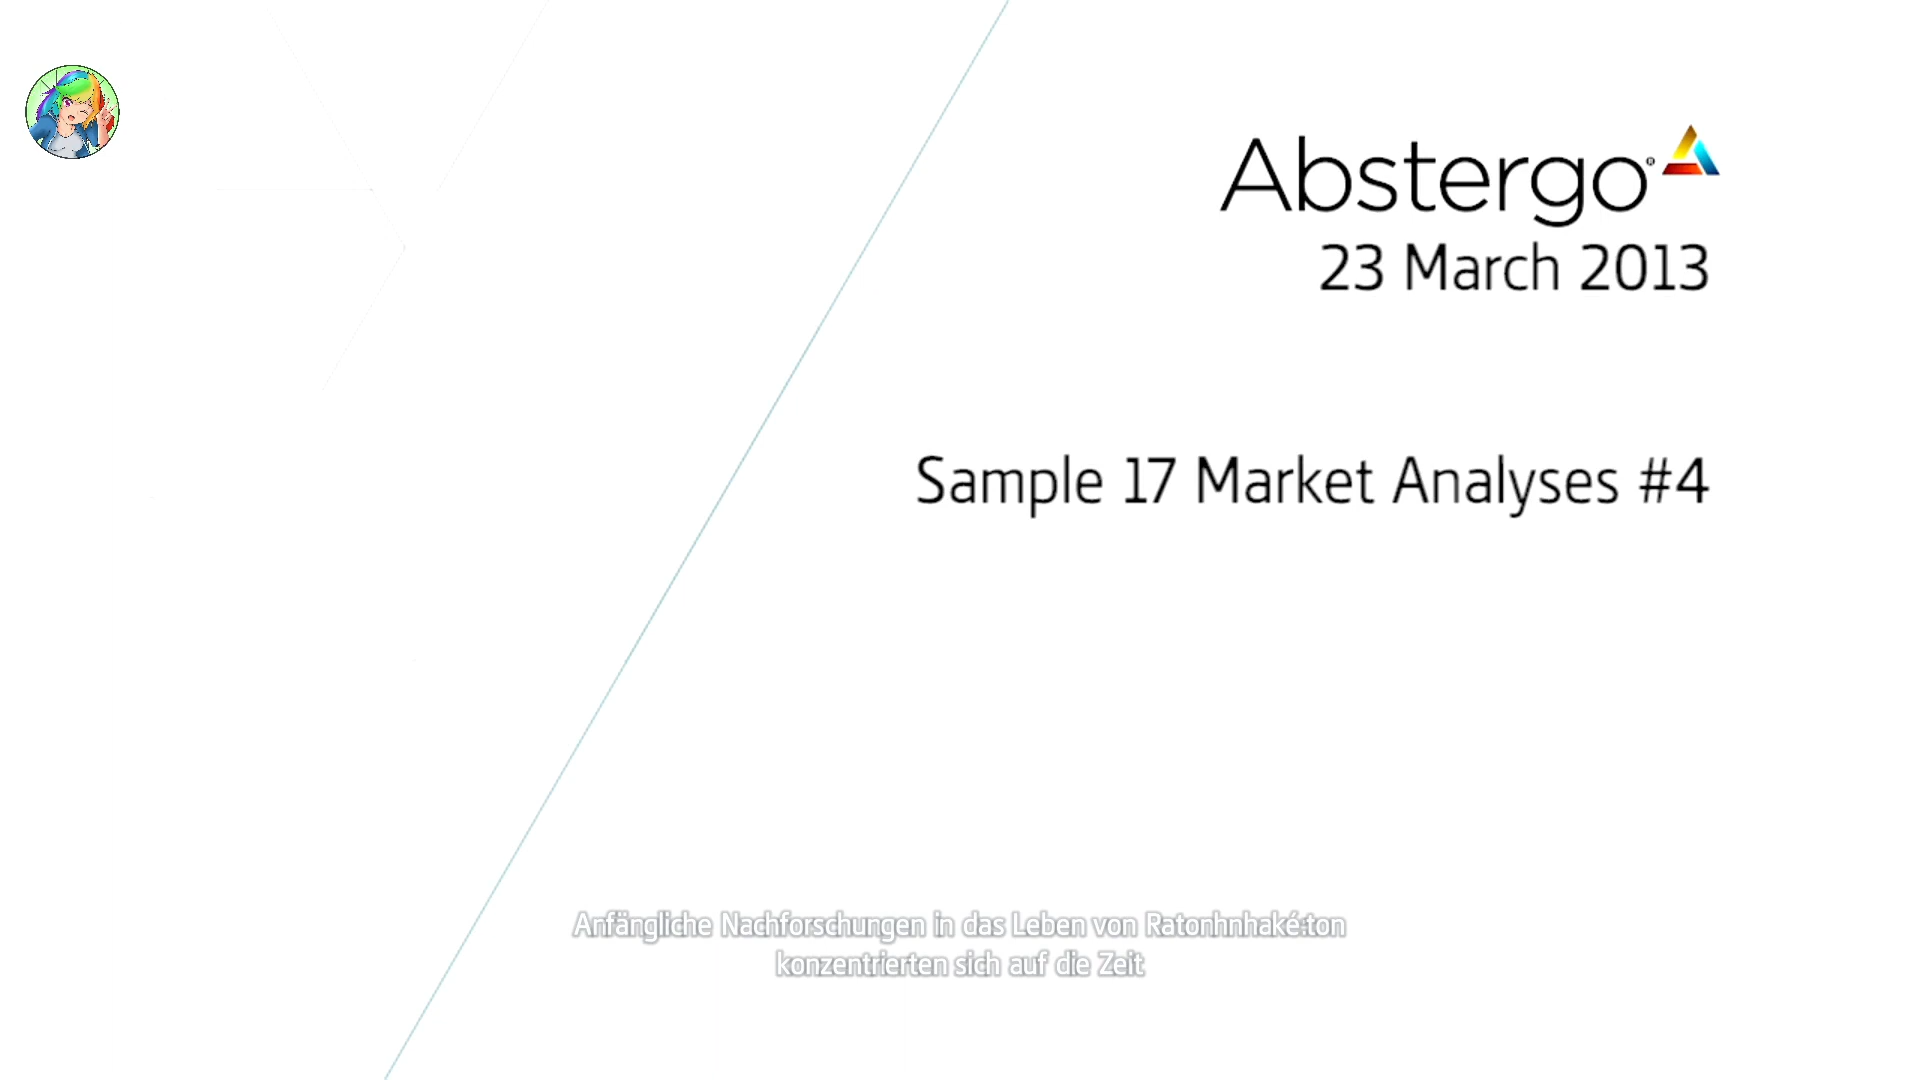 Abstergo®
23 March 2013
Sample 17 Market Analyses #4
Anfängliche Nachforschungen in das Leben von Ratonhnhaké:ton
konzentrierten sich auf die Zeit